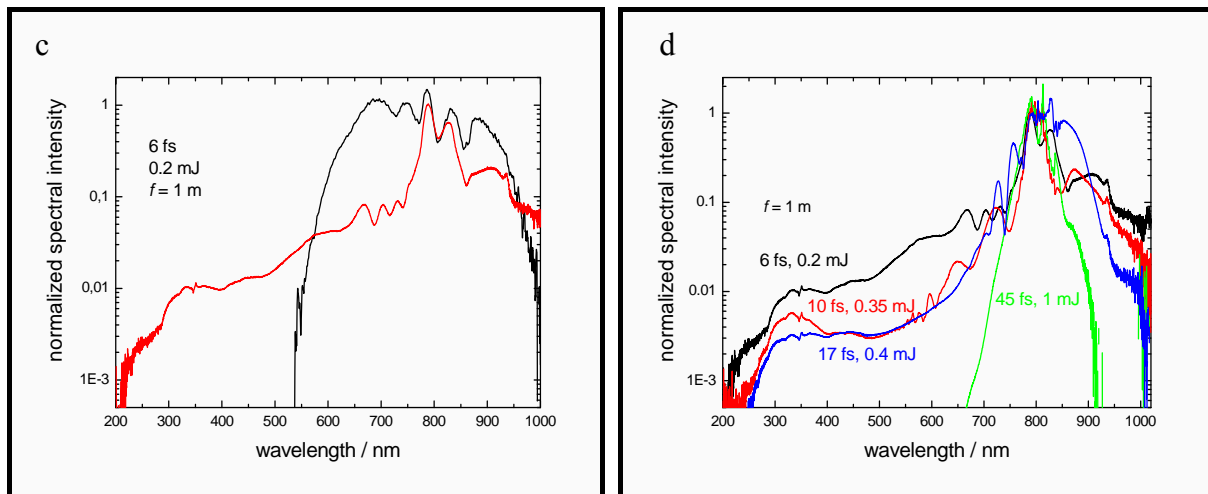 c
normalized spectral intensity
1
0,1
0,01
1E-3
6 fs
0.2 mJ
f = 1 m
200 300 400 500 600 700 800 900 1000
wavelength / nm
d
normalized spectral intensity
1
0.1
0.01
1E-3
f = 1 m
6 fs, 0.2 mJ
10 fs, 0.35 mJ
45 fs, 1 mJ
17 fs, 0.4 mJ
200 300 400 500 600 700 800 900 1000
wavelength / nm